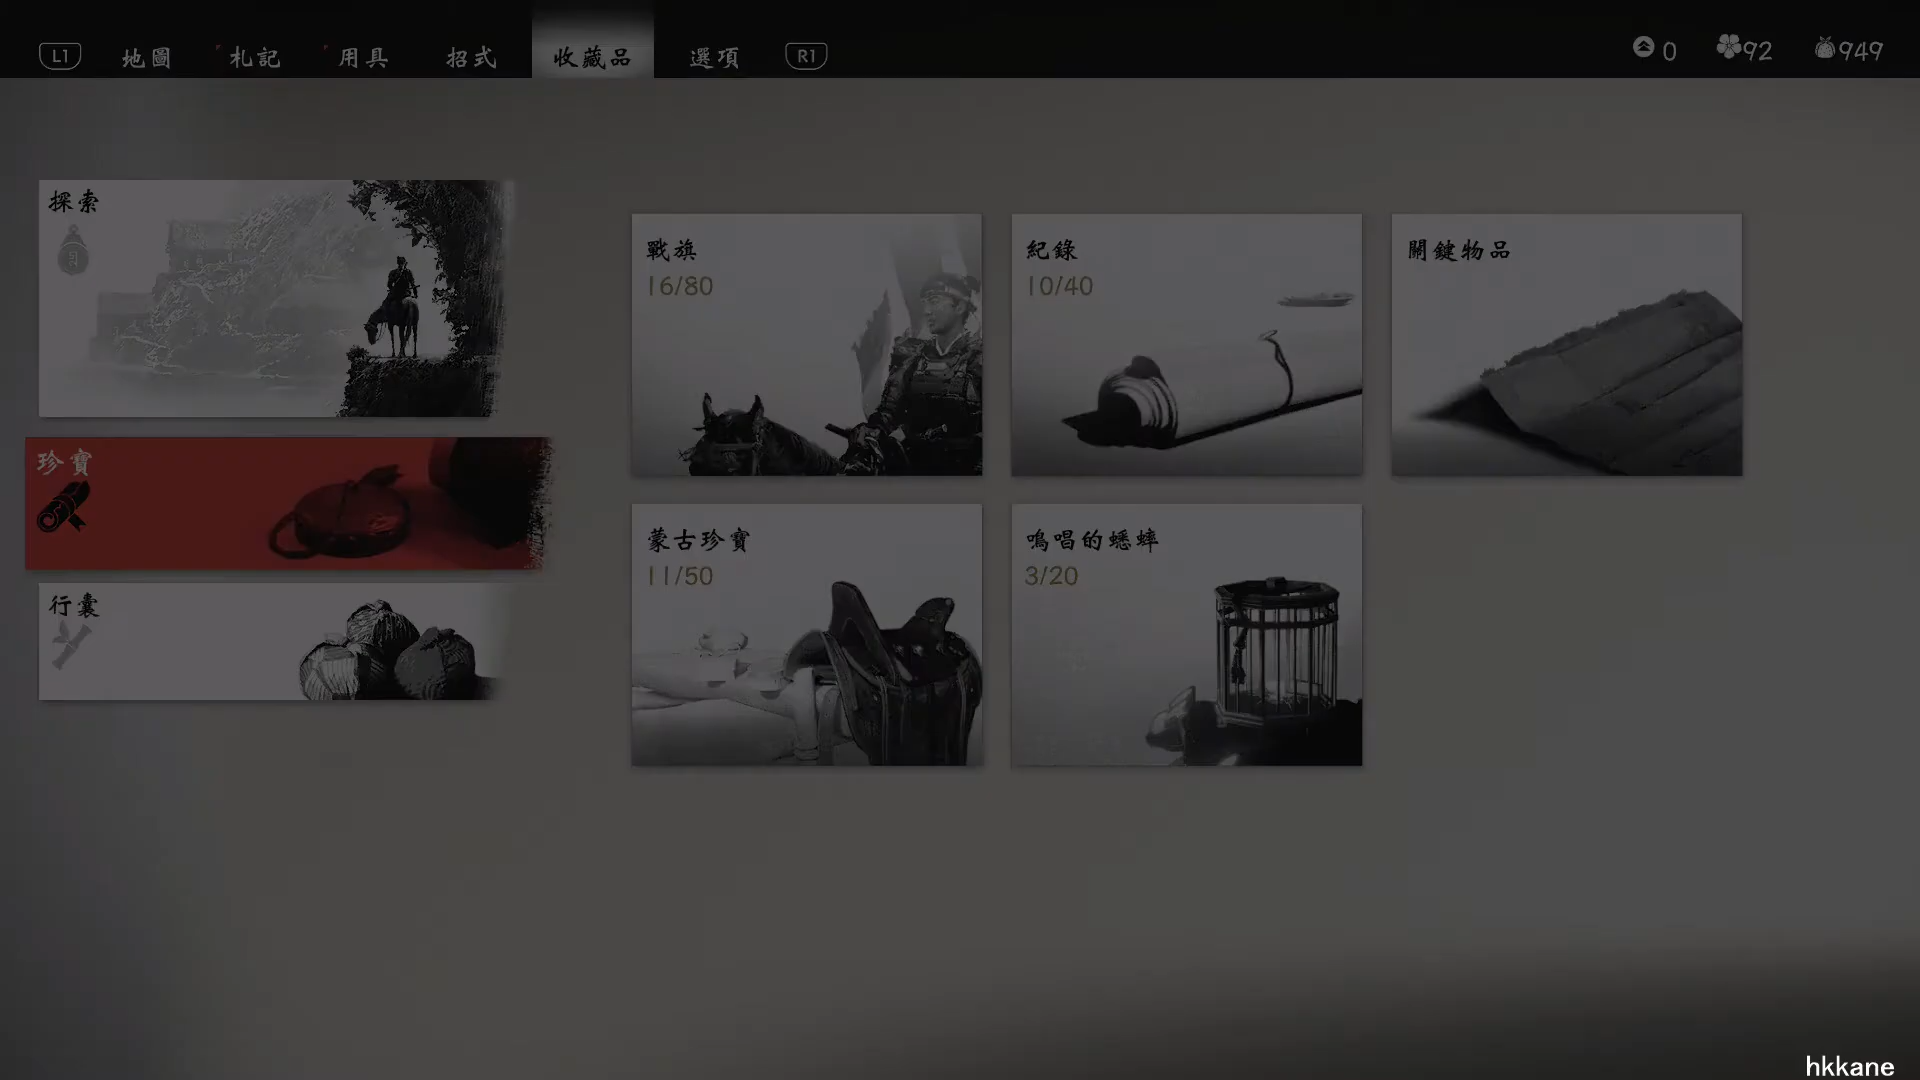 L1 地圖 札記 用具 招式 收藏品 選項 R1 0 92 949
探索
珍寶
行囊
戰旗
16/80
紀錄
10/40
關鍵物品
蒙古珍寶
11/50
鳴唱的蟋蟀
3/20
hkkane